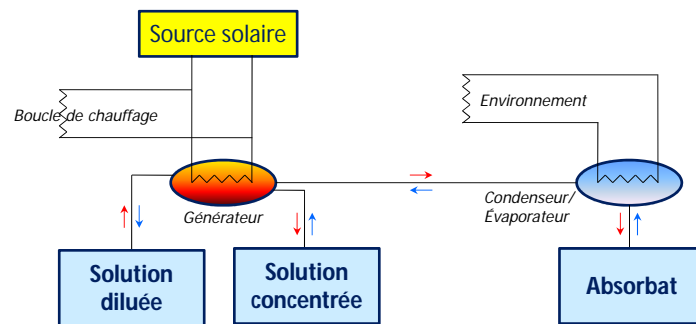 Source solaire
Boucle de chauffage
Environnement
Générateur
Condenseur/
Évaporateur
Solution
diluée
Solution
concentrée
Absorbat